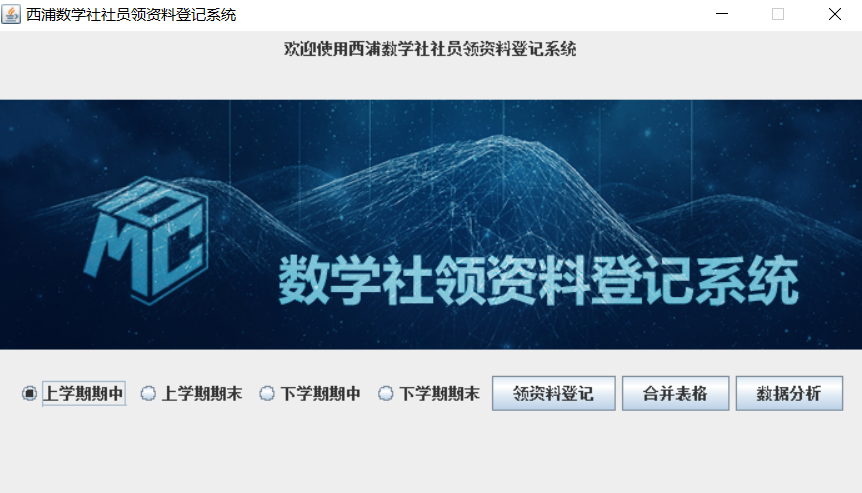 西浦数学社社员领资料登记系统
欢迎使用西浦数学社社员领资料登记系统
MC
数学社领资料登记系统
上学期期中 上学期期末 下学期期中 下学期期末 领资料登记 合并表格 数据分析